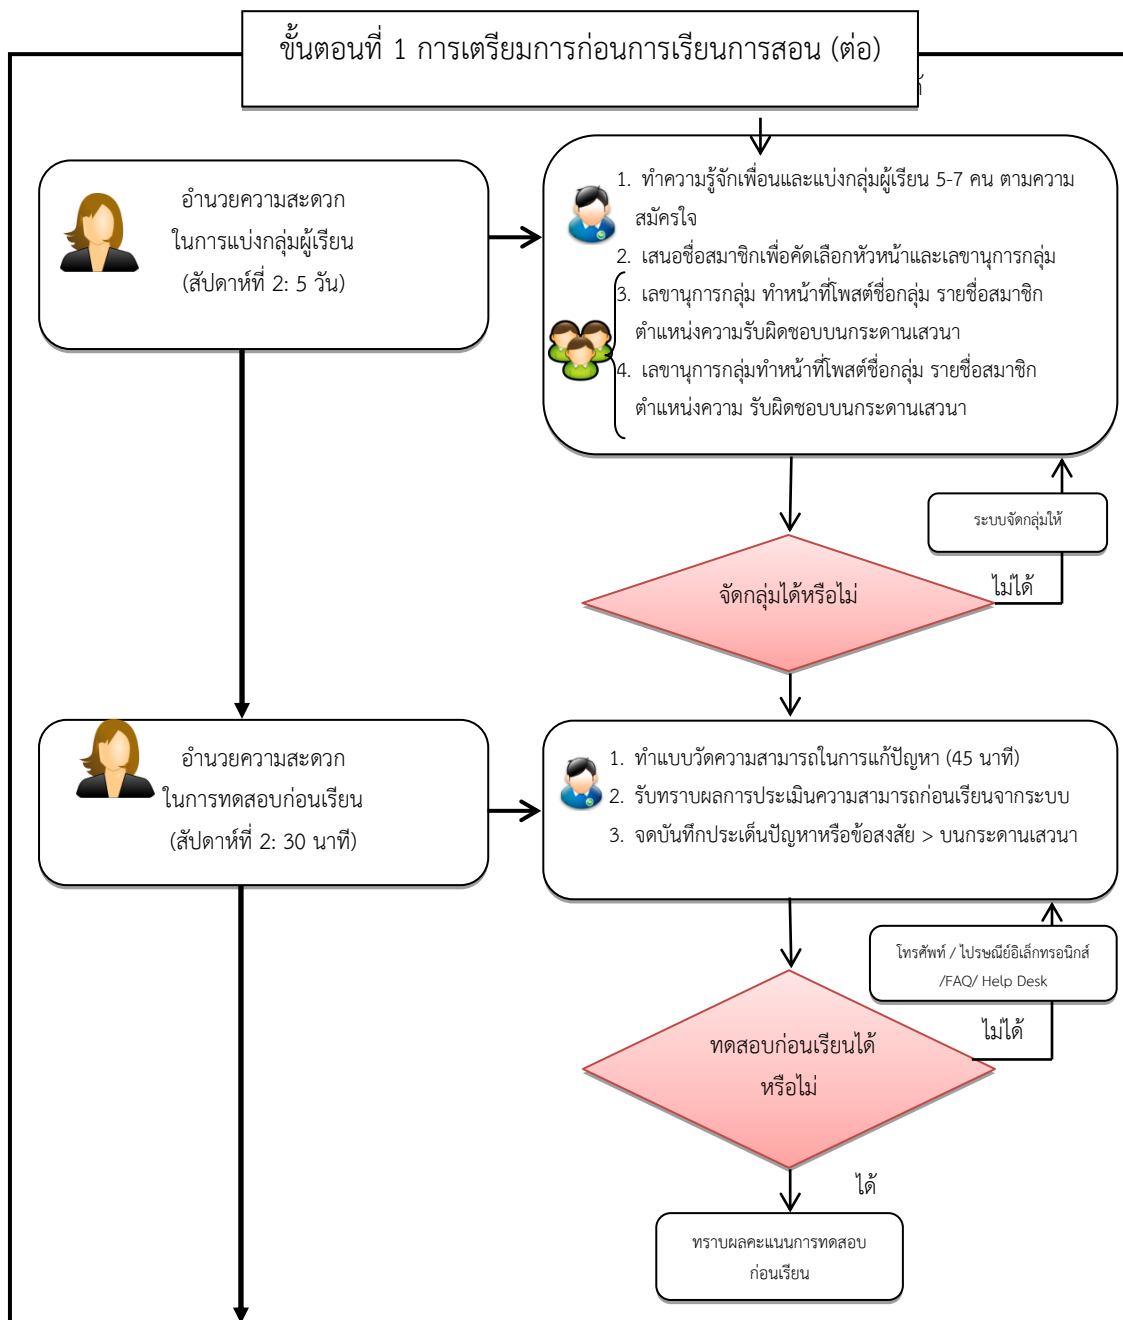 ขั้นตอนที่ 1 การเตรียมการก่อนการเรียนการสอน (ต่อ)
อำนวยความสะดวก
ในการแบ่งกลุ่มผู้เรียน
(สัปดาห์ที่ 2: 5 วัน)
1. ทำความรู้จักเพื่อนและแบ่งกลุ่มผู้เรียน 5-7 คน ตามความ
สมัครใจ
2. เสนอชื่อสมาชิกเพื่อคัดเลือกหัวหน้าและเลขานุการกลุ่ม
3. เลขานุการกลุ่ม ทำหน้าที่โพสต์ชื่อกลุ่ม รายชื่อสมาชิก
ตำแหน่งความรับผิดชอบบนกระดานเสวนา
4. เลขานุการกลุ่มทำหน้าที่โพสต์ชื่อกลุ่ม รายชื่อสมาชิก
ตำแหน่งความ รับผิดชอบบนกระดานเสวนา
ระบบจัดกลุ่มให้
จัดกลุ่มได้หรือไม่
ไม่ได้
อำนวยความสะดวก
ในการทดสอบก่อนเรียน
(สัปดาห์ที่ 2: 30 นาที)
1. ทำแบบวัดความสามารถในการแก้ปัญหา (45 นาที)
2. รับทราบผลการประเมินความสามารถก่อนเรียนจากระบบ
3. จดบันทึกประเด็นปัญหาหรือข้อสงสัย > บนกระดานเสวนา
โทรศัพท์ / ไปรษณีย์อิเล็กทรอนิกส์
/FAQ/ Help Desk
ไม่ได้
ทดสอบก่อนเรียนได้
หรือไม่
ได้
ทราบผลคะแนนการทดสอบ
ก่อนเรียน